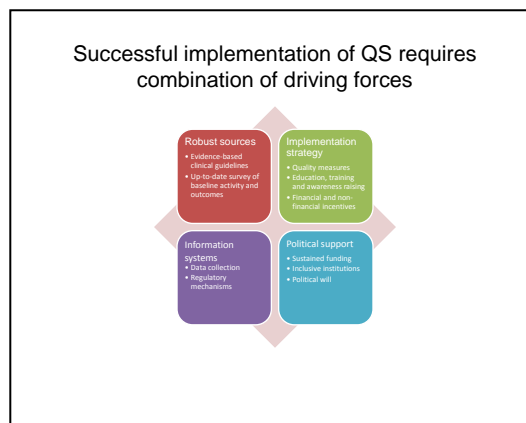 Successful implementation of QS requires
combination of driving forces
Robust sources
• Evidence-based
clinical guidelines
• Up-to-date survey of
baseline activity and
outcomes
Implementation
strategy
• Quality measures
• Education, training
and awareness raising
• Financial and non-
financial incentives
Information
systems
• Data collection
• Regulatory
mechanisms
Political support
• Sustained funding
• Inclusive institutions
• Political will